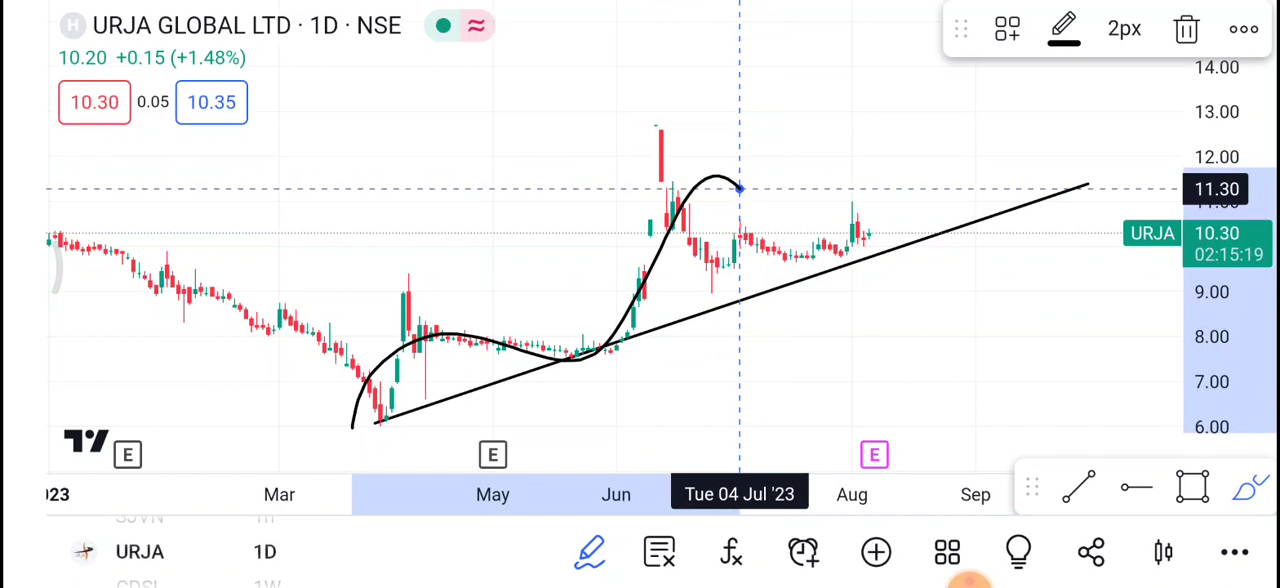 H URJA GLOBAL LTD · 1D · NSE
10.20 +0.15 (+1.48%)
10.30 0.05 10.35
2px
14.00
13.00
12.00
11.30
URJA 10.30
02:15:19
9.00
8.00
7.00
6.00
E E E
Mar May Jun Tue 04 Jul '23 Aug Sep
URJA 1D